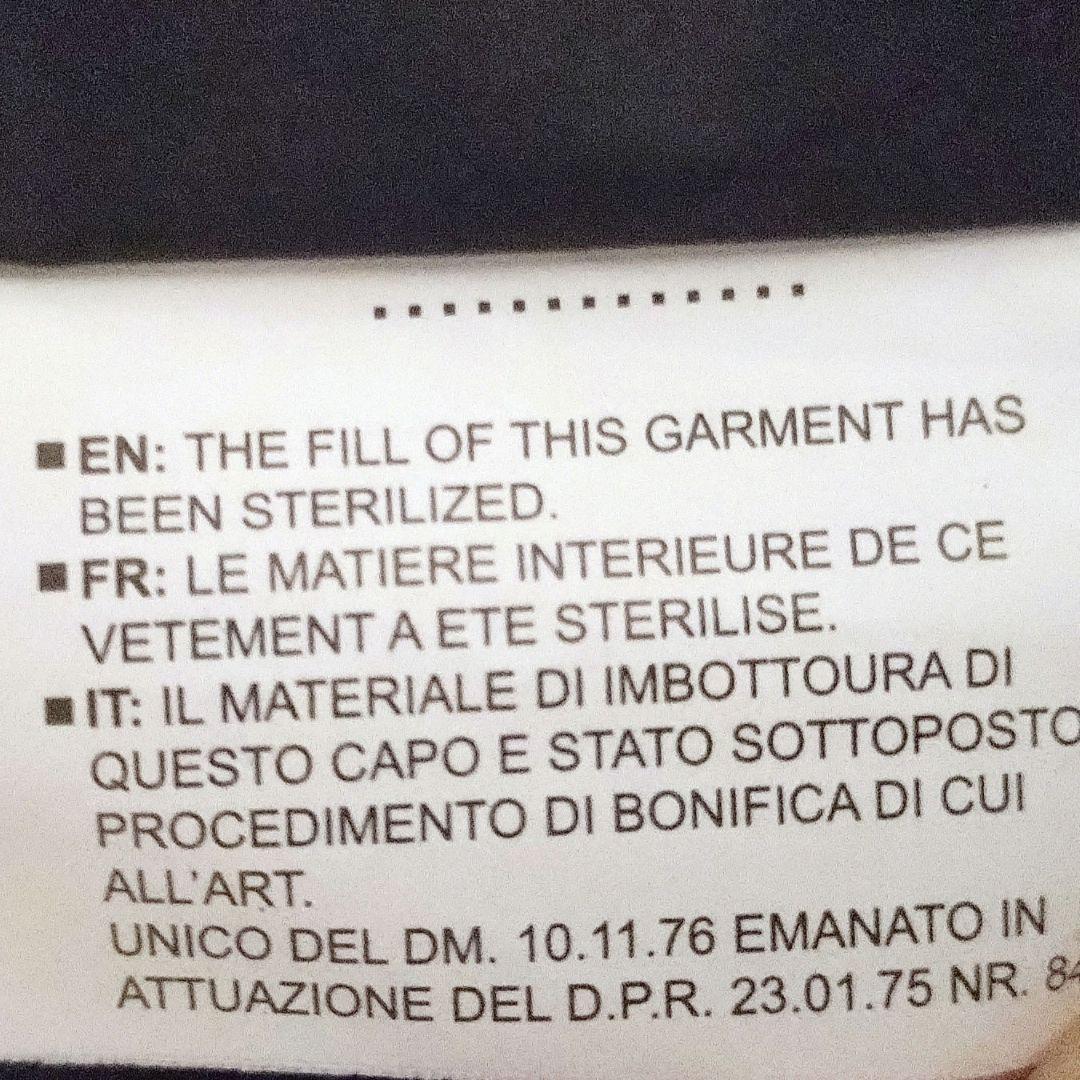 ■ EN: THE FILL OF THIS GARMENT HAS
BEEN STERILIZED.
■ FR: LE MATIERE INTERIEURE DE CE
VETEMENT A ETE STERILISE.
■ IT: IL MATERIALE DI IMBOTTOURA DI
QUESTO CAPO E STATO SOTTOPOSTO
PROCEDIMENTO DI BONIFICA DI CUI
ALL'ART.
UNICO DEL DM. 10.11.76 EMANATO IN
ATTUAZIONE DEL D.P.R. 23.01.75 NR.